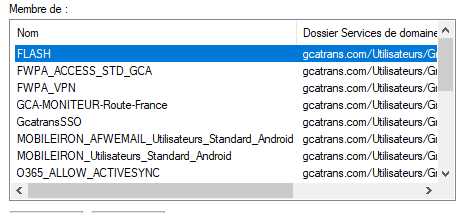 Membre de :
Nom Dossier Services de domaine
FLASH gcatrans.com/Utilisateurs/Gr
FWPA_ACCESS_STD_GCA gcatrans.com/Utilisateurs/Gr
FWPA_VPN gcatrans.com/Utilisateurs/Gr
GCA-MONITEUR-Route-France gcatrans.com/Utilisateurs/Gr
GcatransSSO gcatrans.com/Utilisateurs/Gr
MOBILEIRON_AFWEMAIL_Utilisateurs_Standard_Android gcatrans.com/Utilisateurs/Gr
MOBILEIRON_Utilisateurs_Standard_Android gcatrans.com/Utilisateurs/Gr
O365_ALLOW_ACTIVESYNC gcatrans.com/Utilisateurs/Gr